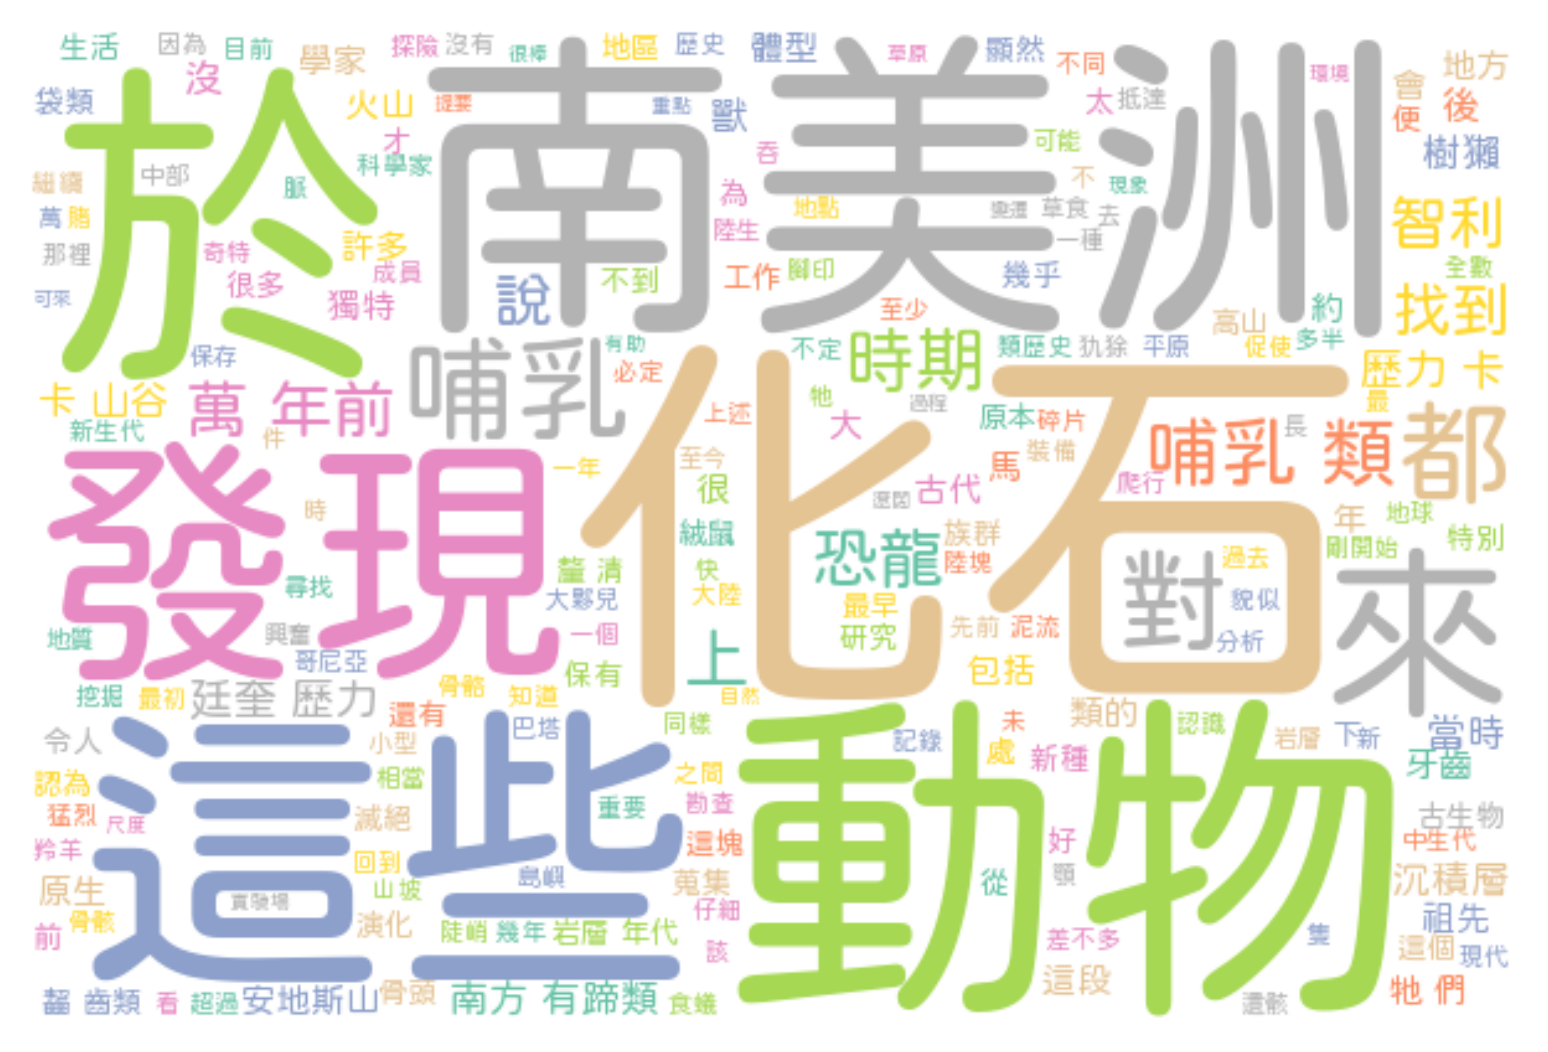 生活 因為 目前 學家 探險 沒有 很棒 地區 歷史 體型 草原 顯然 不同 環境 地方
沒 袋類 火山 提要 重點 獸 太 抵達 會 便 後
於 南美洲
才 科學家 中部 脈 吞 可能 樹獺
繼續 萬 為 地點 不 現象 草食 去 智利
那裡 奇特 許多 成員 陸生 一種
可來 很多 獨特 說 不到 工作 腳印 幾乎 全數
至少 約 找到
保存 哺乳 有助 必定 不定 時期 類歷史 犰狳 平原 高山 促使 多半 歷力 卡
卡 山谷 萬 年前 上述 牠 大 過程 原本 碎片 最
新生代 件 化石 長 哺乳 類 都
發現 一年 至今 很 古代 馬 裝備 爬行
時 絨鼠 恐龍 族群 陸塊 年 地球 剛開始 特別
尋找 釐 清 快 大陸 最早 對 過去 貌似 來
地質 興奮 大夥兒 一個 研究 先前 泥流 分析
哥尼亞 保有 上 包括
挖掘 最初 廷奎 歷力 骨骼 知道 自然
還有 巴塔 同樣 類的 未 認識 岩層 下新 當時
令人 小型 這些 動物 記錄 處 新種 牙齒
認為 相當 之間
猛烈 尺度 滅絕 重要 勘查 古生物
羚羊 回到 這塊 好 中生代
原生 山坡 島嶼 蒐集 從 顎 沉積層
實驗場 仔細 祖先
前 骨骸 演化 陡峭 幾年 岩層 年代 該 差不多 隻 這個 現代
齧 齒類 看 超過 安地斯山 骨頭 南方 有蹄類 食蟻 這段 遺骸 牠 們